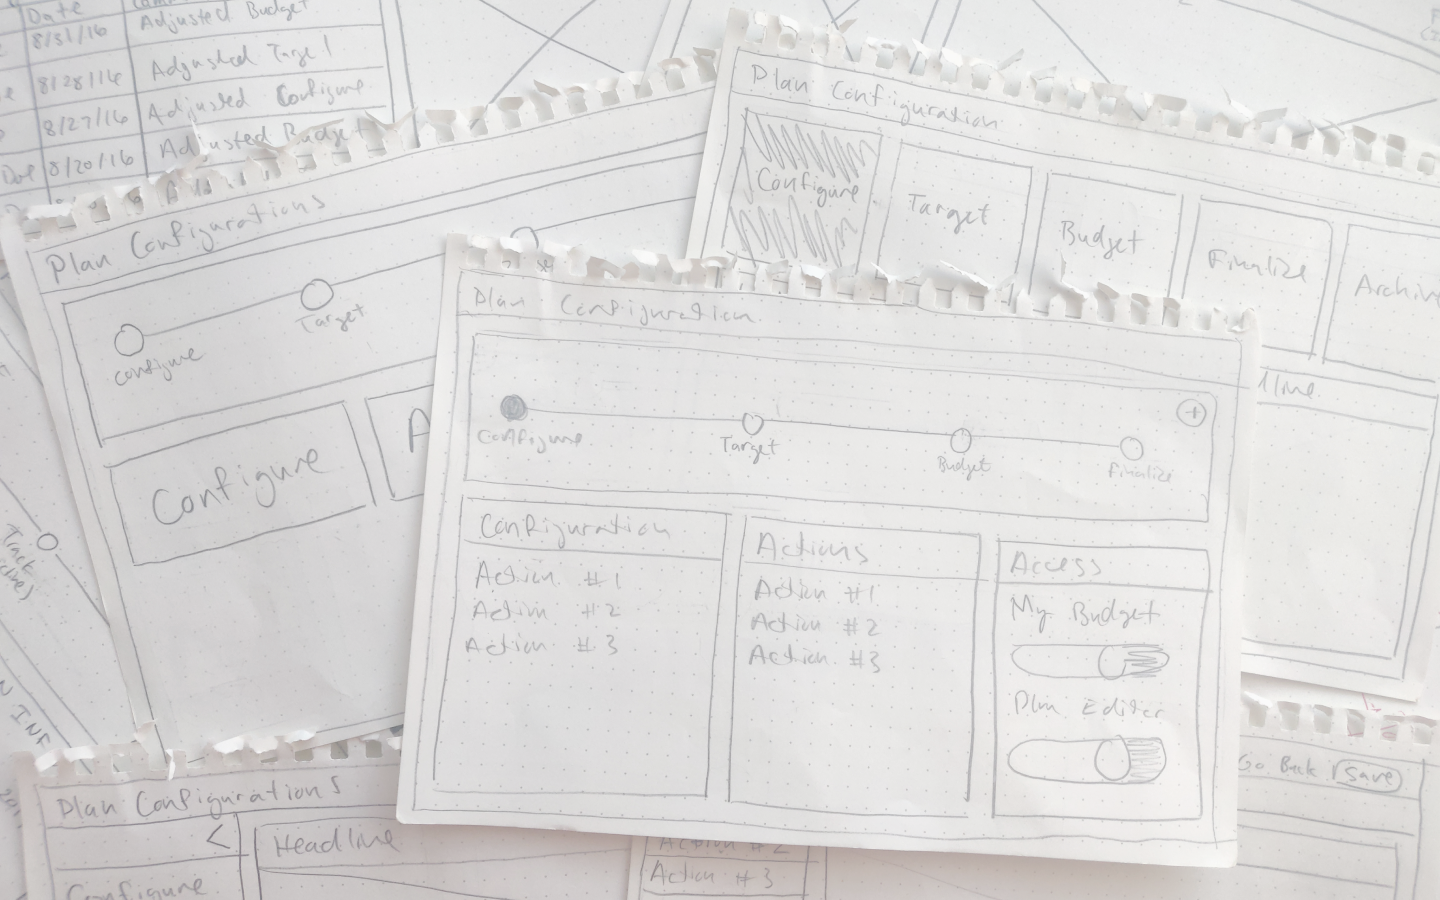 Date
8/31/16 Adjusted Budget
8/28/16 Adjusted Target
8/27/16 Adjusted Configure
8/20/16 Adjusted Budget
Plan Configurations
Configure
Target
Configure
A
Plan Configuration
Configure
Target
Budget
Finalize
Archive
Plan Configuration
Configure
Target
Budget
Finalize
+
Configuration
Action #1
Action #2
Action #3
Actions
Action #1
Action #2
Action #3
Access
My Budget
Plan Editer
Track
INF
Plan Configurations
<
Configure
Headline
Action #2
Action #3
Go Back
Save